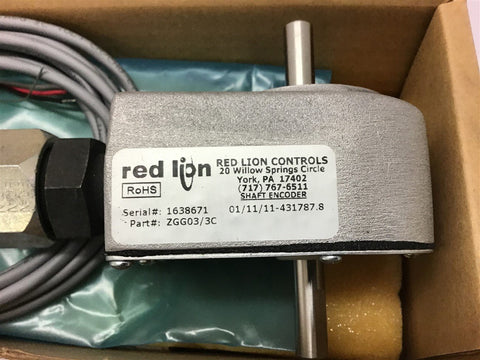 red lion
RED LION CONTROLS
20 Willow Springs Circle
York, PA 17402
(717) 767-6511
SHAFT ENCODER
RoHS
Serial#: 1638671 01/11/11-431787.8
Part#: ZGG03/3C